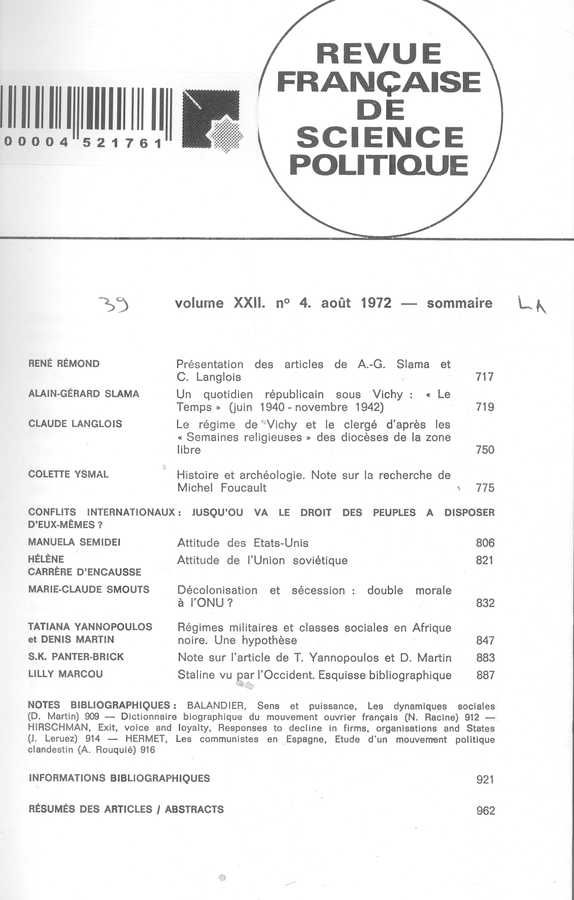 REVUE
FRANÇAISE
DE
SCIENCE
POLITIQUE
00004 521761
39 volume XXII. nº 4. août 1972 — sommaire LA
RENÉ RÉMOND Présentation des articles de A.-G. Slama et
C. Langlois 717
ALAIN-GÉRARD SLAMA Un quotidien républicain sous Vichy : « Le
Temps » (juin 1940 - novembre 1942) 719
CLAUDE LANGLOIS Le régime de Vichy et le clergé d'après les
« Semaines religieuses » des diocèses de la zone
libre 750
COLETTE YSMAL Histoire et archéologie. Note sur la recherche de
Michel Foucault 775
CONFLITS INTERNATIONAUX : JUSQU'OU VA LE DROIT DES PEUPLES A DISPOSER
D'EUX-MÊMES ?
MANUELA SEMIDEI Attitude des Etats-Unis 806
HÉLÈNE Attitude de l'Union soviétique 821
CARRÈRE D'ENCAUSSE
MARIE-CLAUDE SMOUTS Décolonisation et sécession : double morale
à l'ONU ? 832
TATIANA YANNOPOULOS Régimes militaires et classes sociales en Afrique
et DENIS MARTIN noire. Une hypothèse 847
S.K. PANTER-BRICK Note sur l'article de T. Yannopoulos et D. Martin 883
LILLY MARCOU Staline vu par l'Occident. Esquisse bibliographique 887
NOTES BIBLIOGRAPHIQUES : BALANDIER, Sens et puissance, Les dynamiques sociales
(D. Martin) 909 — Dictionnaire biographique du mouvement ouvrier français (N. Racine) 912 —
HIRSCHMAN, Exit, voice and loyalty, Responses to decline in firms, organisations and States
(J. Leruez) 914 — HERMET, Les communistes en Espagne, Etude d'un mouvement politique
clandestin (A. Rouquié) 916
INFORMATIONS BIBLIOGRAPHIQUES 921
RÉSUMÉS DES ARTICLES / ABSTRACTS 962